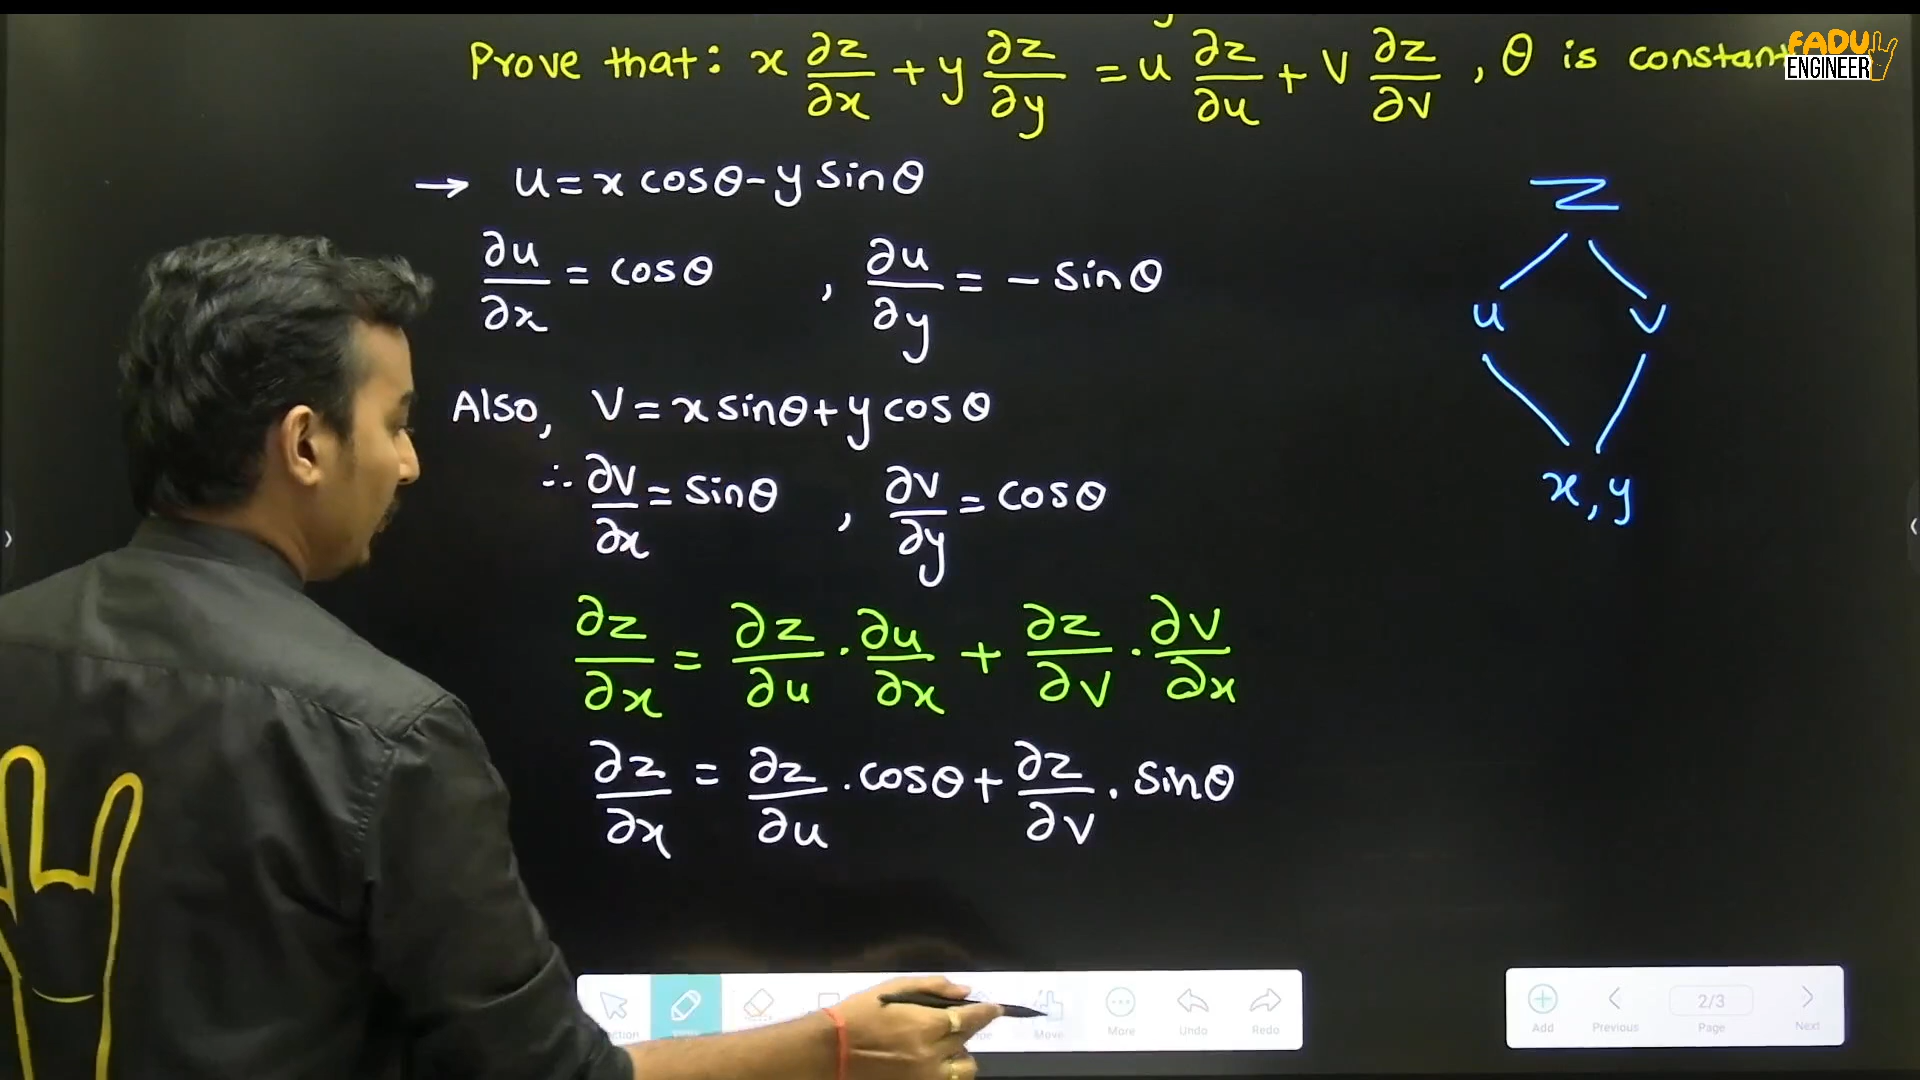 Prove that: x ∂z/∂x + y ∂z/∂y = u ∂z/∂u + v ∂z/∂v , θ is constant
FADU
ENGINEER
→ u = x cosθ - y sinθ
z
∂u/∂x = cosθ , ∂u/∂y = - sinθ
u v
Also, v = x sinθ + y cosθ
∴ ∂v/∂x = sinθ , ∂v/∂y = cosθ
x, y
∂z/∂x = ∂z/∂u · ∂u/∂x + ∂z/∂v · ∂v/∂x
∂z/∂x = ∂z/∂u · cosθ + ∂z/∂v · sinθ
Move More Undo Redo
Add Previous 2/3 Page Next